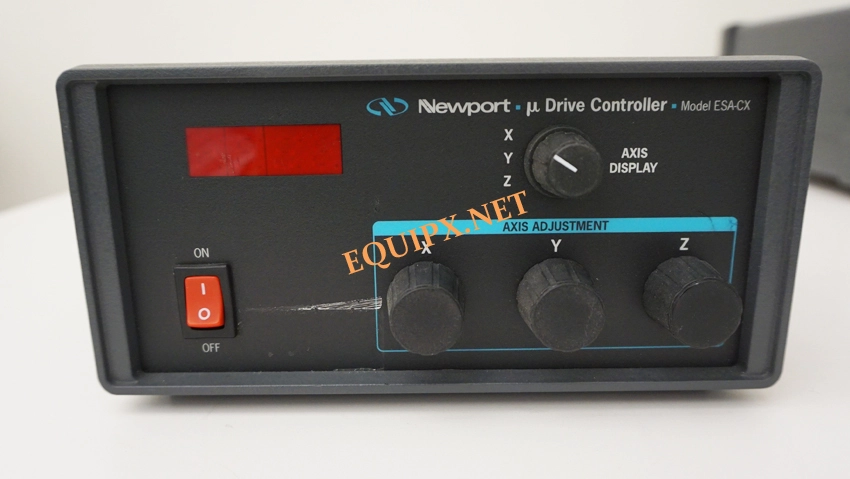 Newport ▪ µ Drive Controller ▪ Model ESA-CX
X
Y
Z
AXIS
DISPLAY
EQUIPX.NET
AXIS ADJUSTMENT
X Y Z
ON
I
O
OFF